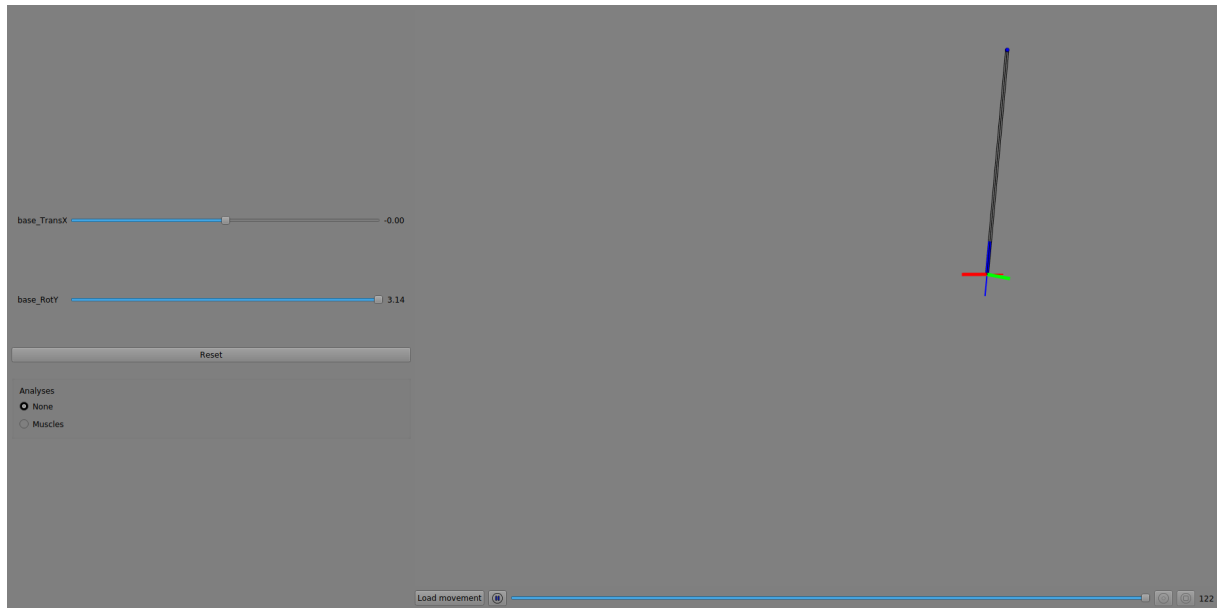 base_TransX -0.00
base_RotY 3.14
Reset
Analyses
None
Muscles
Load movement 122